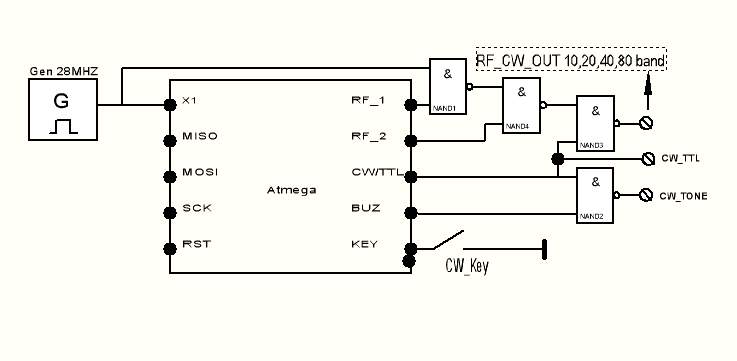 RF_CW_OUT 10,20,40,80 band
Gen 28MHZ
G
&
NAND1
&
NAND4
&
NAND3
X1
RF_1
MISO
RF_2
MOSI
CW/TTL
CW_TTL
Atmega
&
NAND2
CW_TONE
SCK
BUZ
RST
KEY
CW_Key